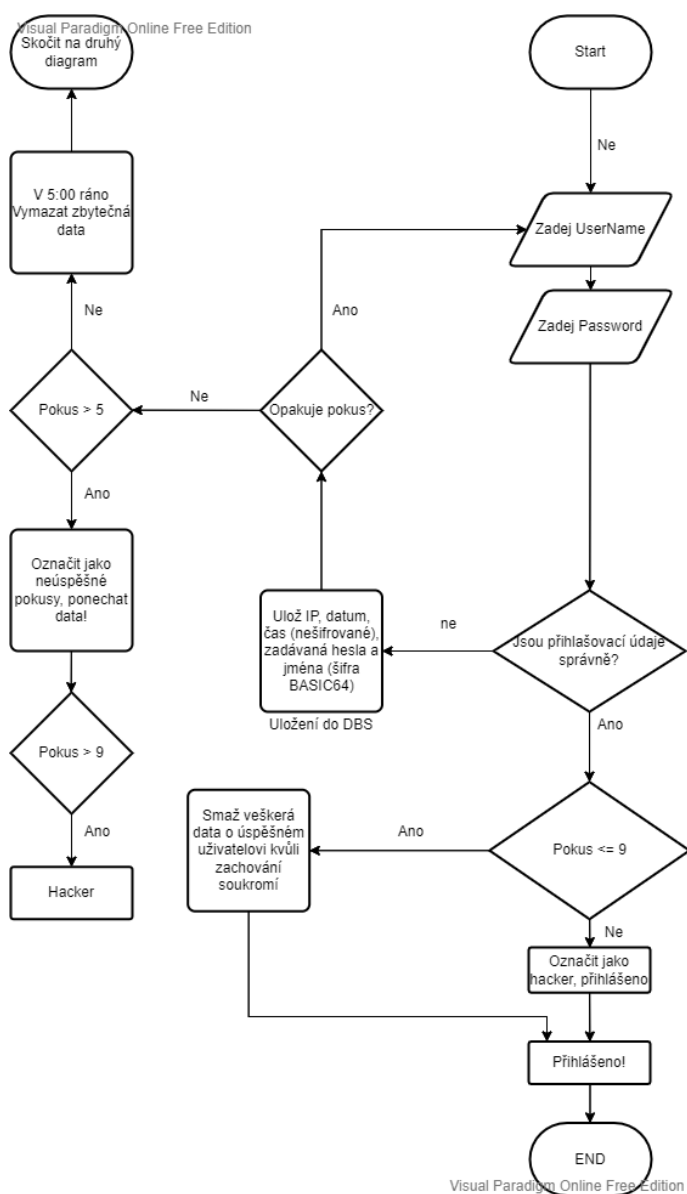 Visual Paradigm Online Free Edition
Skočit na druhý
diagram
Start
Ne
V 5:00 ráno
Vymazat zbytečná
data
Zadej UserName
Ano
Ne
Zadej Password
Ne
Pokus > 5
Opakuje pokus?
Ano
Označit jako
neúspěšné
pokusy, ponechat
data!
Ulož IP, datum,
čas (nešifrované),
zadávaná hesla a
jména (šifra
BASIC64)
Uložení do DBS
ne
Jsou přihlašovací údaje
správně?
Ano
Pokus > 9
Ano
Hacker
Smaž veškerá
data o úspěšném
uživatelovi kvůli
zachování
soukromí
Ano
Pokus <= 9
Ne
Označit jako
hacker, přihlášeno
Přihlášeno!
END
Visual Paradigm Online Free Edition